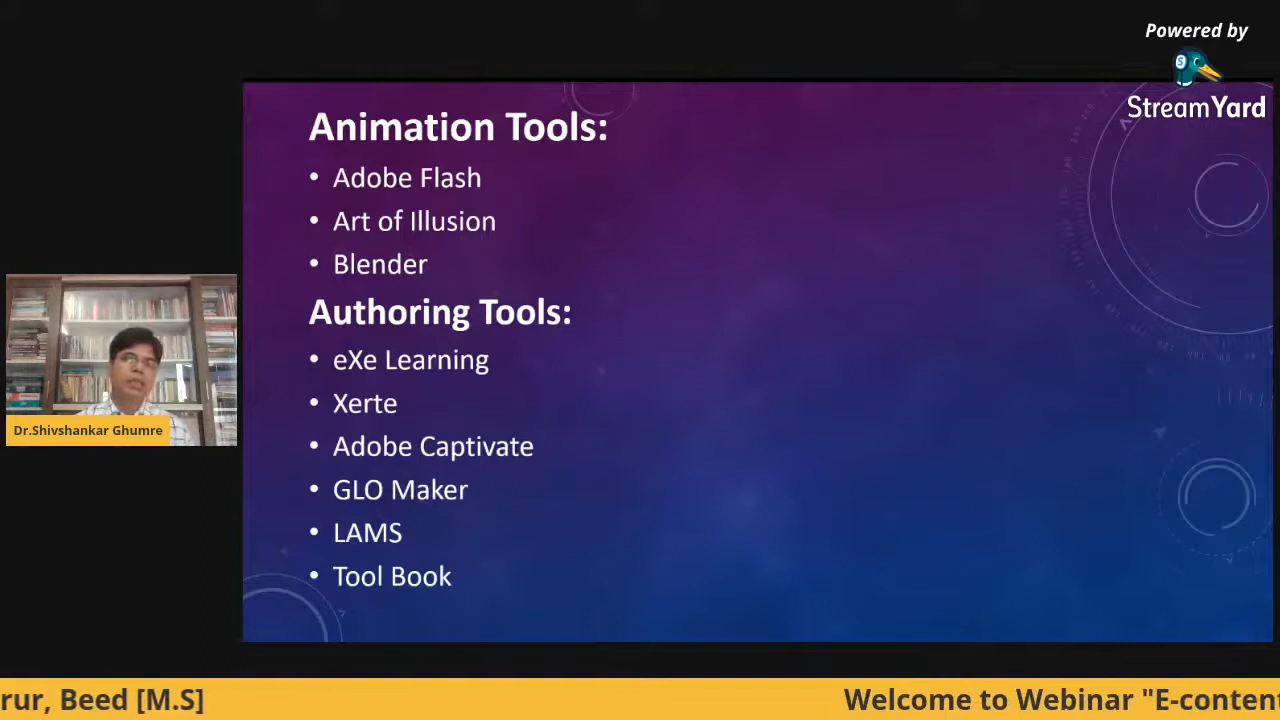 Powered by
StreamYard
Animation Tools:
• Adobe Flash
• Art of Illusion
• Blender
Authoring Tools:
• eXe Learning
• Xerte
• Adobe Captivate
• GLO Maker
• LAMS
• Tool Book
Dr.Shivshankar Ghumre
rur, Beed [M.S] Welcome to Webinar "E-content